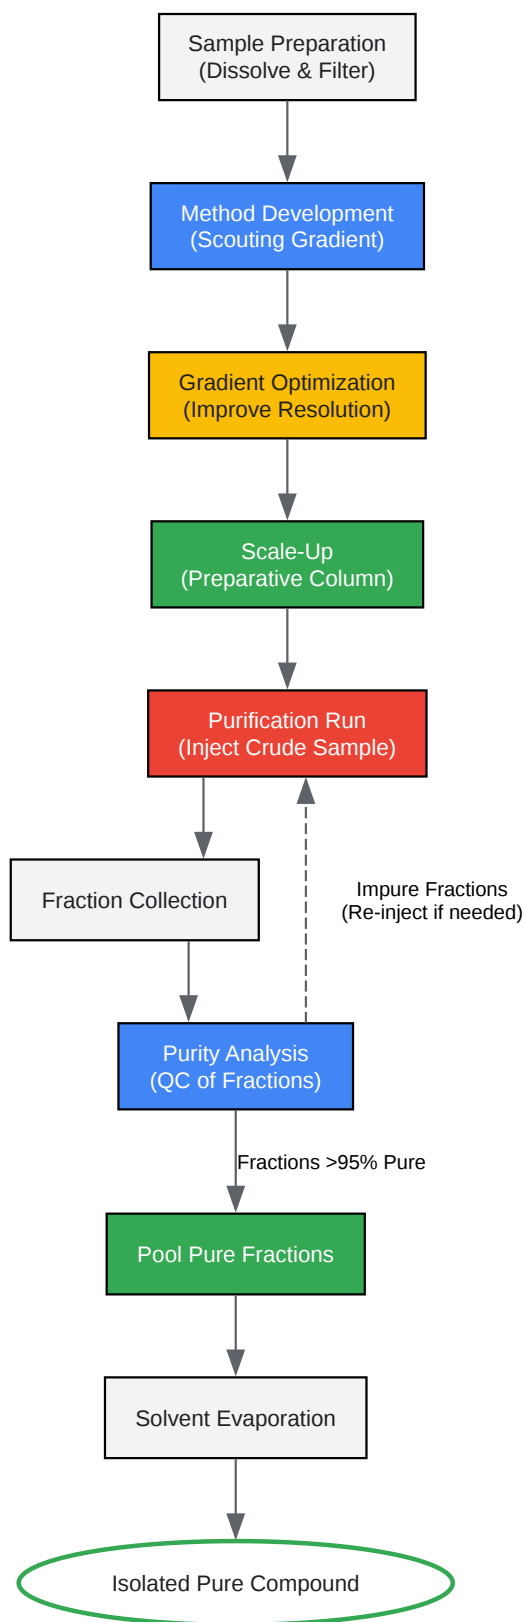 Sample Preparation
(Dissolve & Filter)
Method Development
(Scouting Gradient)
Gradient Optimization
(Improve Resolution)
Scale-Up
(Preparative Column)
Purification Run
(Inject Crude Sample)
Fraction Collection
Impure Fractions
(Re-inject if needed)
Purity Analysis
(QC of Fractions)
Fractions >95% Pure
Pool Pure Fractions
Solvent Evaporation
Isolated Pure Compound